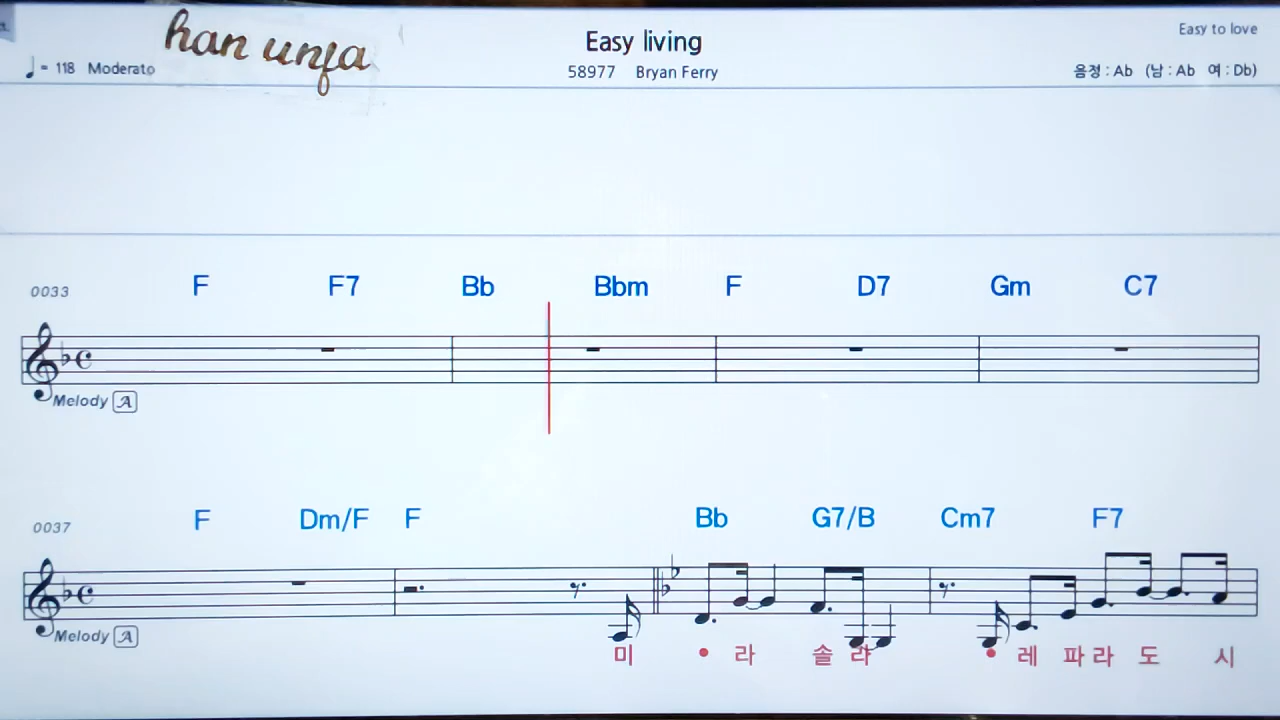 han unfa
Easy living
Easy to love
♩= 118 Moderato
58977 Bryan Ferry
음정 : Ab (남 : Ab 여 : Db)
0033 F F7 Bb Bbm F D7 Gm C7
Melody A
0037 F Dm/F F Bb G7/B Cm7 F7
Melody A
미 • 라 솔 라 • 레 파 라 도 시